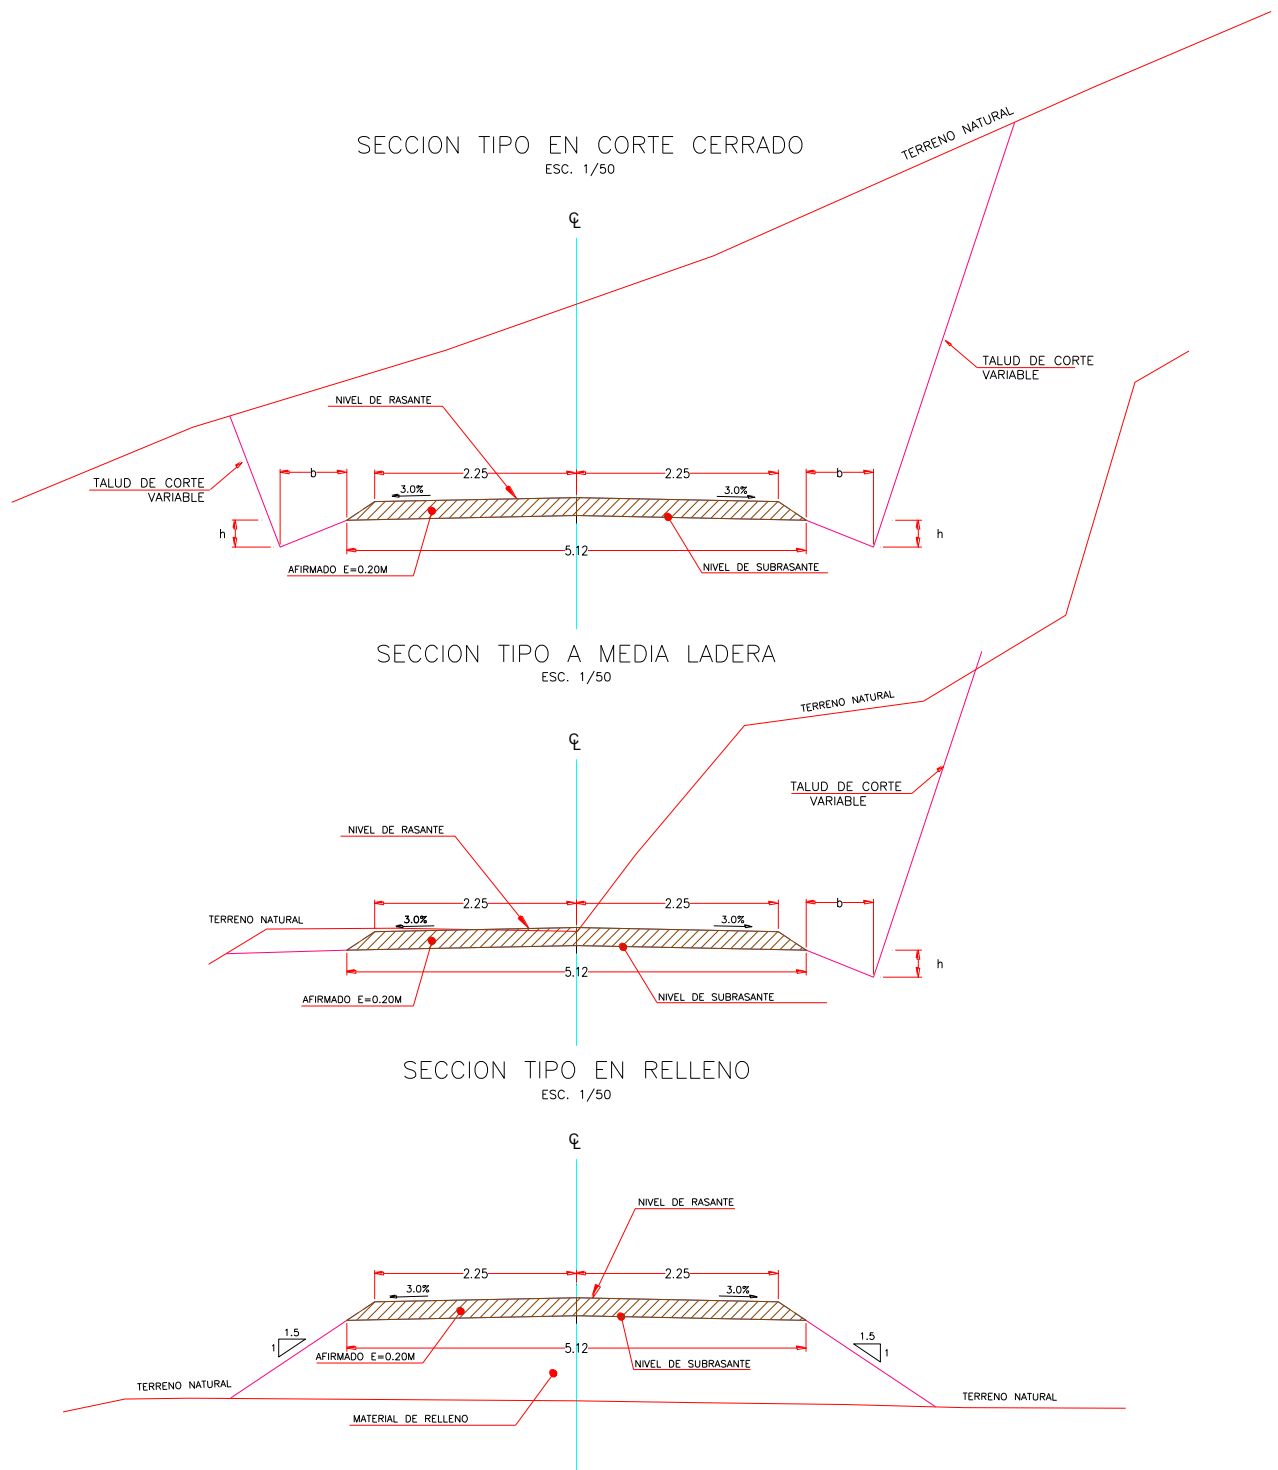 SECCION TIPO EN CORTE CERRADO
ESC. 1/50
TERRENO NATURAL
℄
TALUD DE CORTE
VARIABLE
NIVEL DE RASANTE
TALUD DE CORTE
VARIABLE
b
2.25
2.25
b
3.0%
3.0%
h
h
5.12
AFIRMADO E=0.20M
NIVEL DE SUBRASANTE
SECCION TIPO A MEDIA LADERA
ESC. 1/50
TERRENO NATURAL
℄
TALUD DE CORTE
VARIABLE
NIVEL DE RASANTE
2.25
2.25
b
TERRENO NATURAL
3.0%
3.0%
h
5.12
AFIRMADO E=0.20M
NIVEL DE SUBRASANTE
SECCION TIPO EN RELLENO
ESC. 1/50
℄
NIVEL DE RASANTE
2.25
2.25
3.0%
3.0%
1.5
1
1.5
1
5.12
AFIRMADO E=0.20M
NIVEL DE SUBRASANTE
TERRENO NATURAL
TERRENO NATURAL
MATERIAL DE RELLENO